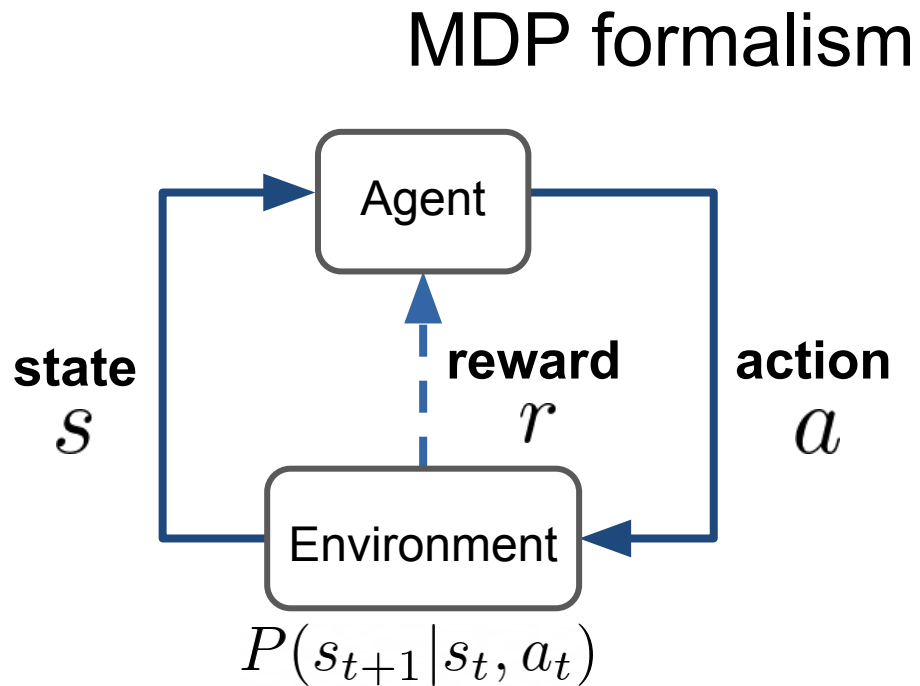 MDP formalism
Agent
state
s
reward
r
action
a
Environment
P(s_{t+1}|s_t, a_t)